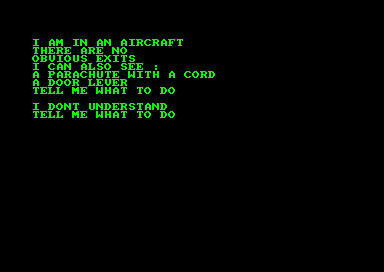 I AM IN AN AIRCRAFT
THERE ARE NO
OBVIOUS EXITS
I CAN ALSO SEE :
A PARACHUTE WITH A CORD
A DOOR LEVER
TELL ME WHAT TO DO
I DONT UNDERSTAND
TELL ME WHAT TO DO